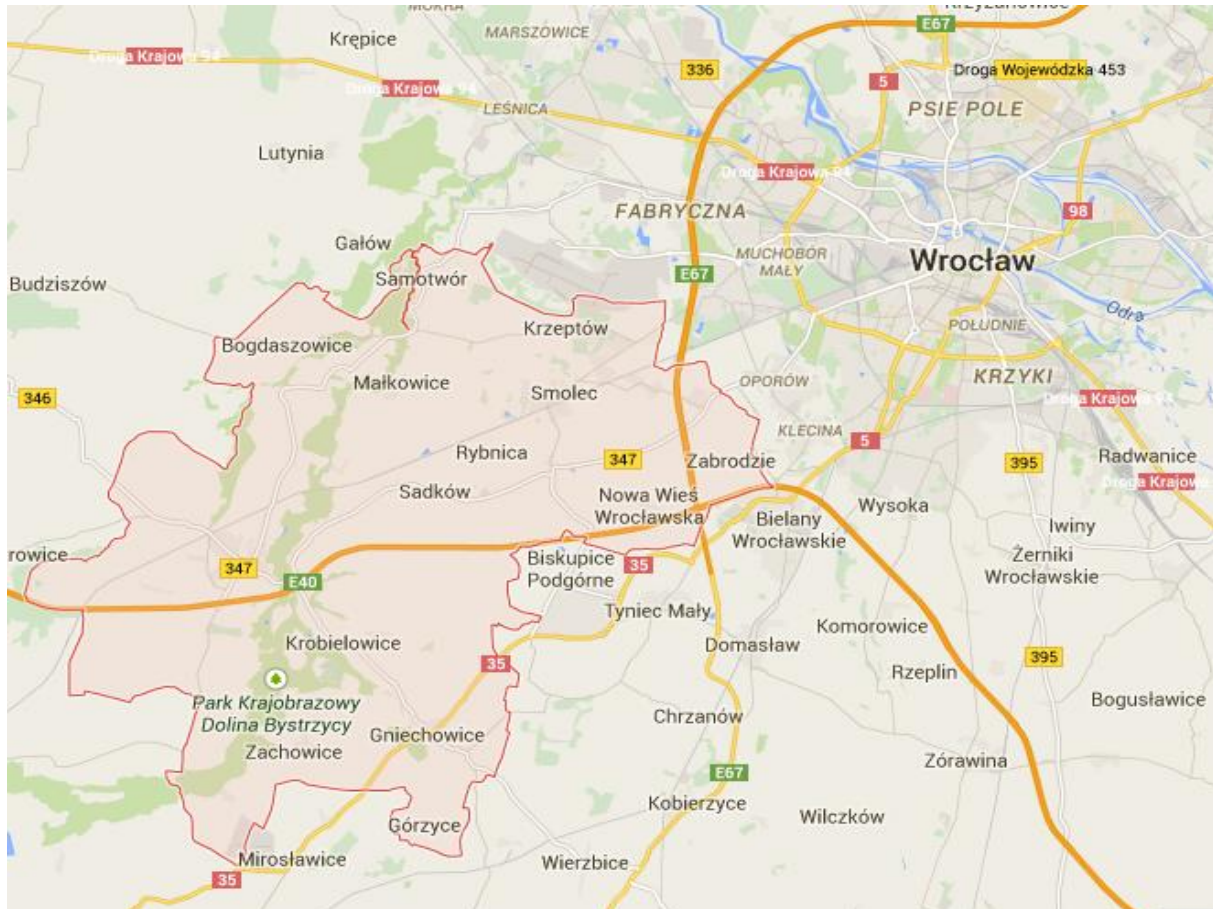 MOKRA
Krzyżanowice
Krępice
MARSZOWICE
E67
Droga Krajowa 94
336
5
Droga Wojewódzka 453
Droga Krajowa 94
LEŚNICA
PSIE POLE
Lutynia
Droga Krajowa 94
FABRYCZNA
98
Gałów
MUCHOBÓR
MAŁY
Wrocław
Budziszów
Samotwór
E67
Odra
Krzeptów
POŁUDNIE
Bogdaszowice
Małkowice
Smolec
OPORÓW
KRZYKI
346
Droga Krajowa 94
KLECINA
5
Rybnica
347
Zabrodzie
395
Radwanice
Sadków
Droga Krajowa
Nowa Wieś
Wrocławska
Wysoka
Bielany
Wrocławskie
Iwiny
rowice
347
E40
Biskupice
Podgórne
35
Żerniki
Wrocławskie
Tyniec Mały
Komorowice
Krobielowice
Domasław
35
Rzeplin
395
Park Krajobrazowy
Dolina Bystrzycy
Bogusławice
Chrzanów
Gniechowice
Zachowice
Żórawina
E67
Kobierzyce
Wilczków
Górzyce
Mirosławice
Wierzbice
35